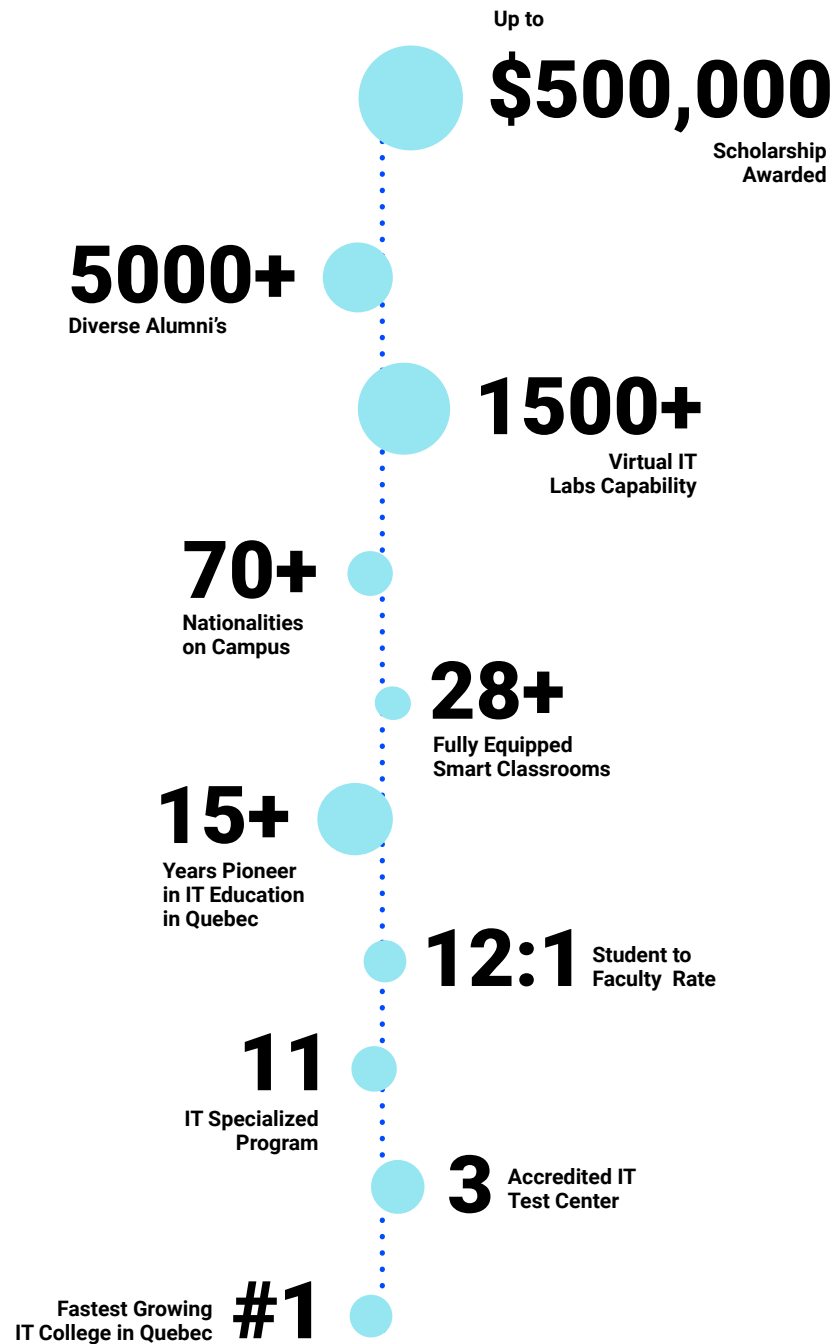 Up to
$500,000
Scholarship
Awarded
5000+
Diverse Alumni’s
1500+
Virtual IT
Labs Capability
70+
Nationalities
on Campus
28+
Fully Equipped
Smart Classrooms
15+
Years Pioneer
in IT Education
in Quebec
12:1
Student to
Faculty Rate
11
IT Specialized
Program
3
Accredited IT
Test Center
#1
Fastest Growing
IT College in Quebec